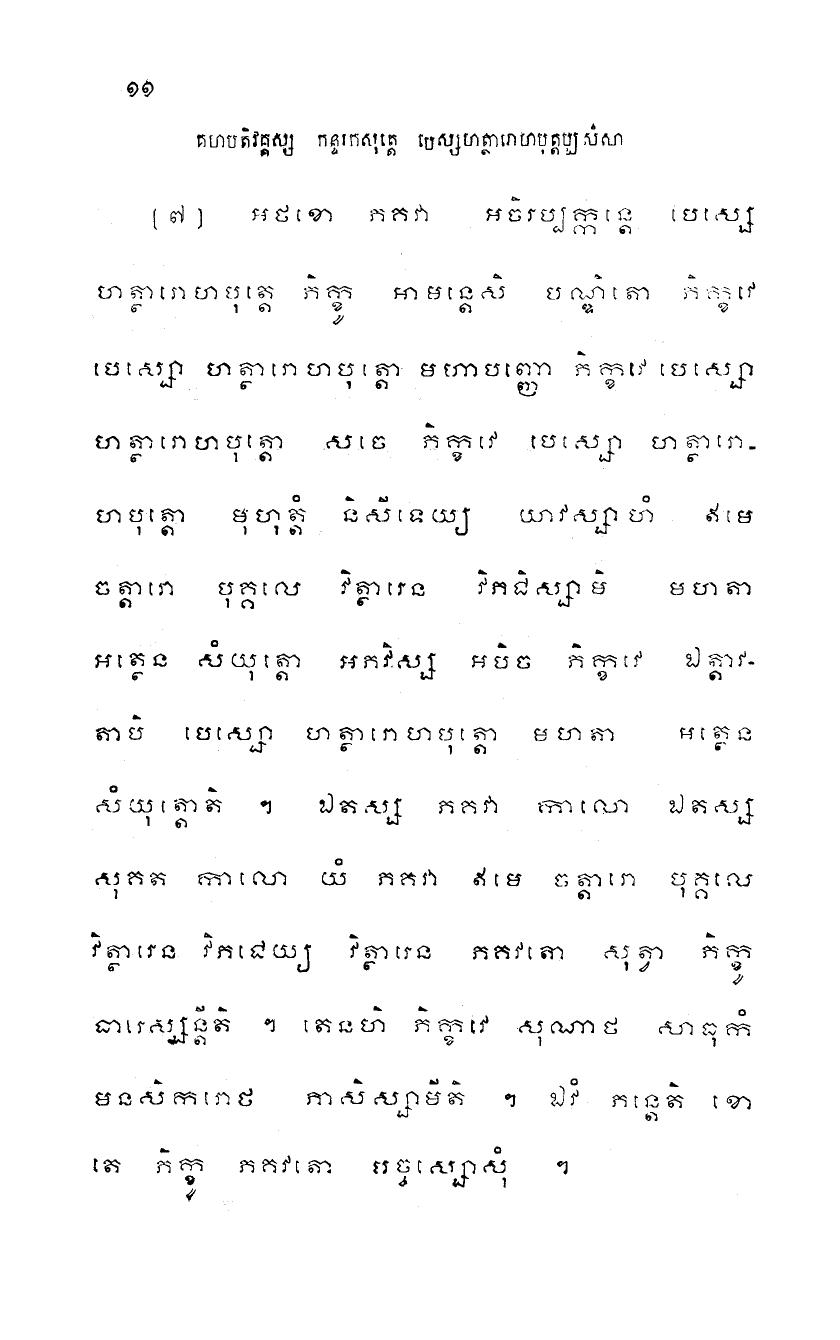 ១១
គហបតិវគ្គស្ស កន្ទរកសុត្តេ បេស្សហត្ថារោហបុត្តប្បសំសា
(៧) អថខោ ភគវា អចិរប្បក្កន្តេ បេស្សេ
ហត្ថារោហបុត្តេ ភិក្ខូ អាមន្តេសិ បណ្ឌិតោ ភិក្ខវេ
បេស្សោ ហត្ថារោហបុត្តោ មហាបញ្ញោ ភិក្ខវេ បេស្សោ
ហត្ថារោហបុត្តោ សចេ ភិក្ខវេ បេស្សោ ហត្ថារោ-
ហបុត្តោ មុហុត្តំ និសីទេយ្យ យាវស្សាហំ ឥមេ
ចត្តារោ បុគ្គលេ វិត្ថារេន វិភជិស្សាមិ មហតា
អត្ថេន សំយុត្តោ អភវិស្ស អបិច ភិក្ខវេ ឯត្តាវ-
តាបិ បេស្សោ ហត្ថារោហបុត្តោ មហតា អត្ថេន
សំយុត្តោតិ ។ ឯតស្ស ភគវា កាលោ ឯតស្ស
សុគត កាលោ យំ ភគវា ឥមេ ចត្តារោ បុគ្គលេ
វិត្ថារេន វិភជេយ្យ វិត្ថារេន ភគវតោ សុត្វា ភិក្ខូ
ធារេស្សន្តីតិ ។ តេនហិ ភិក្ខវេ សុណាថ សាធុកំ
មនសិករោថ ភាសិស្សាមីតិ ។ ឯវំ ភន្តេតិ ខោ
តេ ភិក្ខូ ភគវតោ បច្ចស្សោសុំ ។